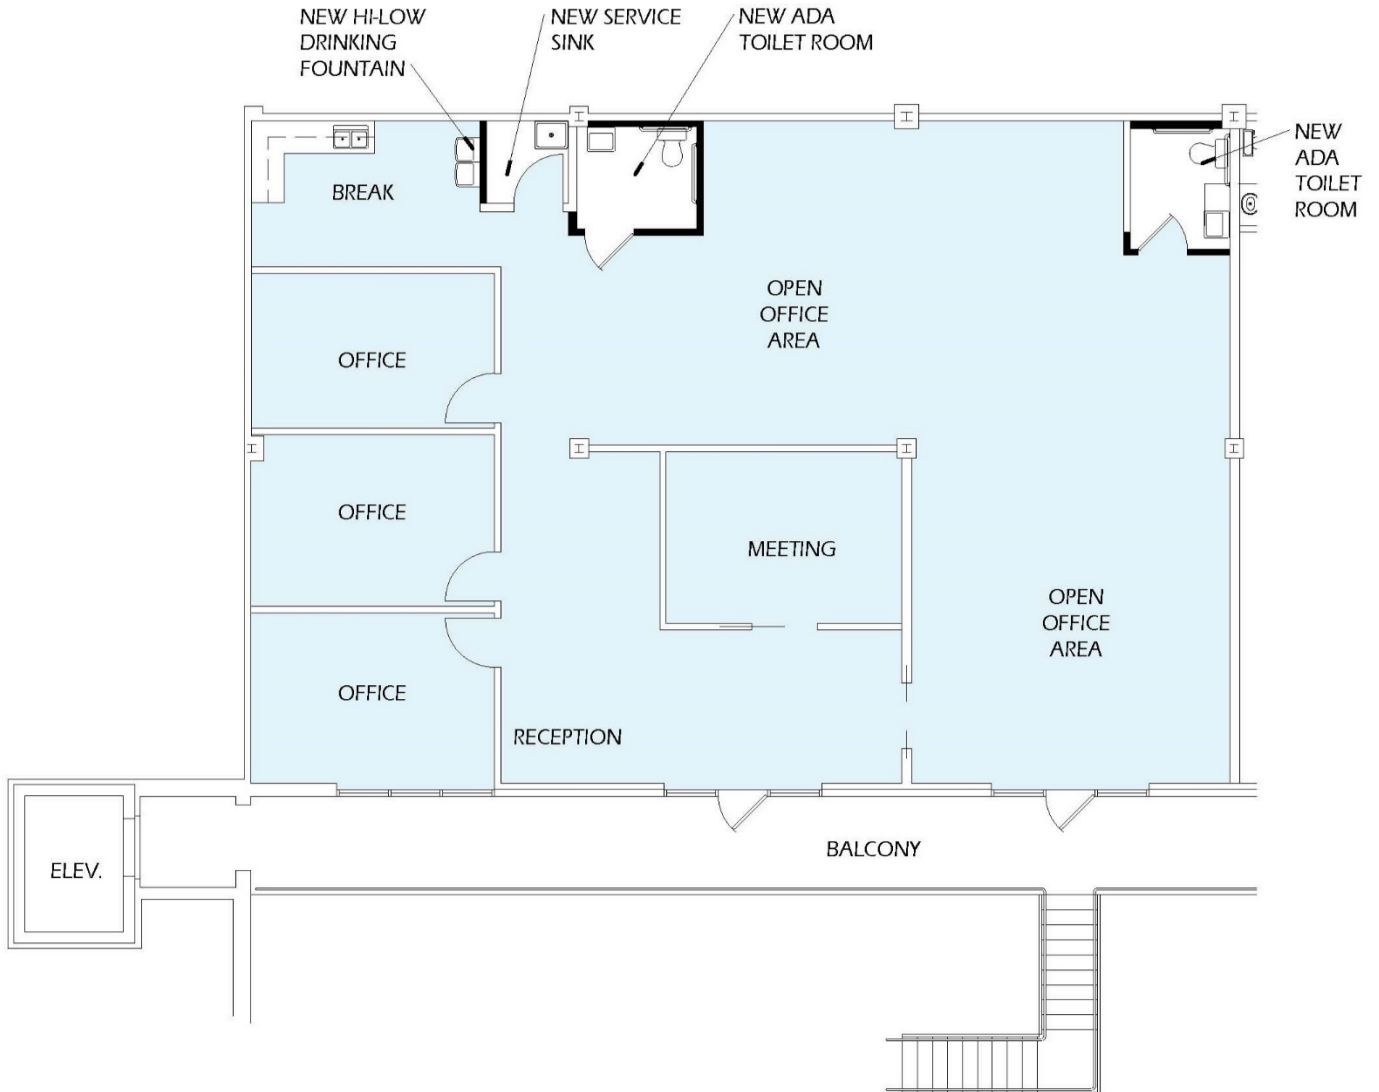 NEW HI-LOW
DRINKING
FOUNTAIN
NEW SERVICE
SINK
NEW ADA
TOILET ROOM
NEW
ADA
TOILET
ROOM
BREAK
OPEN
OFFICE
AREA
OFFICE
OFFICE
MEETING
OPEN
OFFICE
AREA
OFFICE
RECEPTION
BALCONY
ELEV.